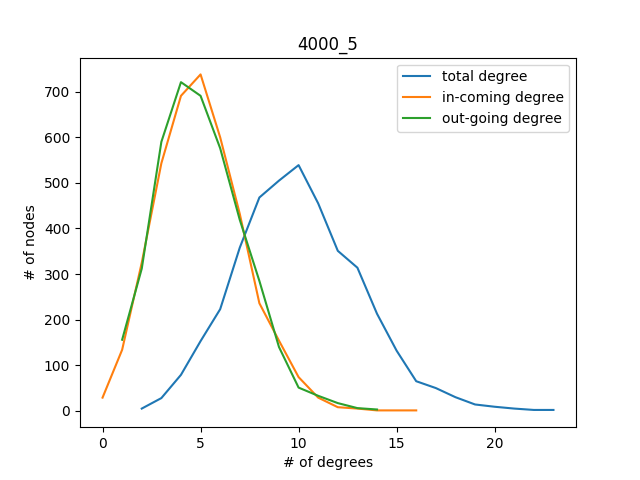 4000_5
total degree
in-coming degree
out-going degree
# of nodes
700
600
500
400
300
200
100
0
0 5 10 15 20
# of degrees